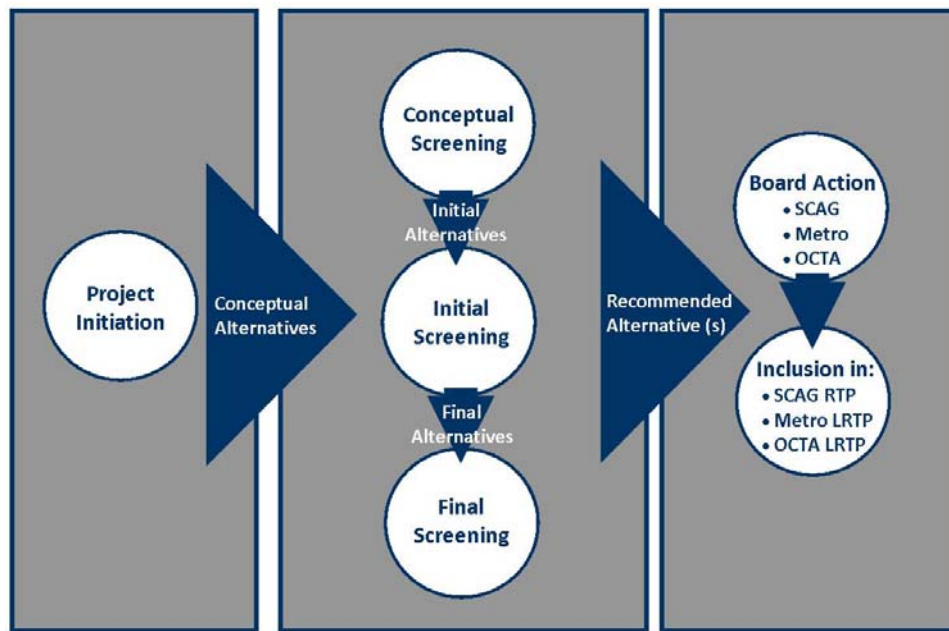 Project
Initiation
Conceptual
Alternatives
Conceptual
Screening
Initial
Alternatives
Initial
Screening
Final
Alternatives
Final
Screening
Recommended
Alternative (s)
Board Action
• SCAG
• Metro
• OCTA
Inclusion in:
• SCAG RTP
• Metro LRTP
• OCTA LRTP